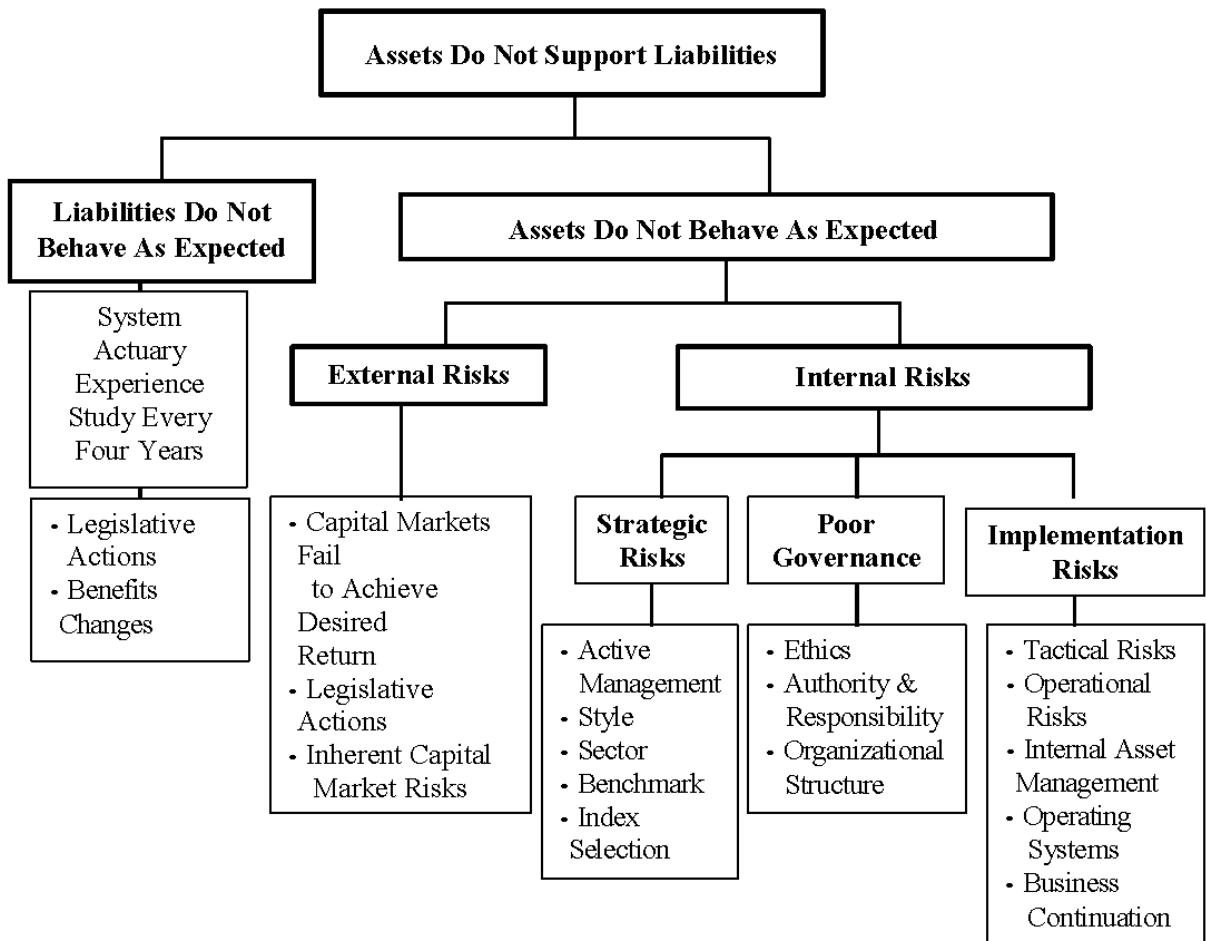 Assets Do Not Support Liabilities
Liabilities Do Not
Behave As Expected
Assets Do Not Behave As Expected
System
Actuary
Experience
Study Every
Four Years
• Legislative
Actions
• Benefits
Changes
External Risks
Internal Risks
• Capital Markets
Fail
to Achieve
Desired
Return
• Legislative
Actions
• Inherent Capital
Market Risks
Strategic
Risks
• Active
Management
• Style
• Sector
• Benchmark
• Index
Selection
Poor
Governance
• Ethics
• Authority &
Responsibility
• Organizational
Structure
Implementation
Risks
• Tactical Risks
• Operational
Risks
• Internal Asset
Management
• Operating
Systems
• Business
Continuation